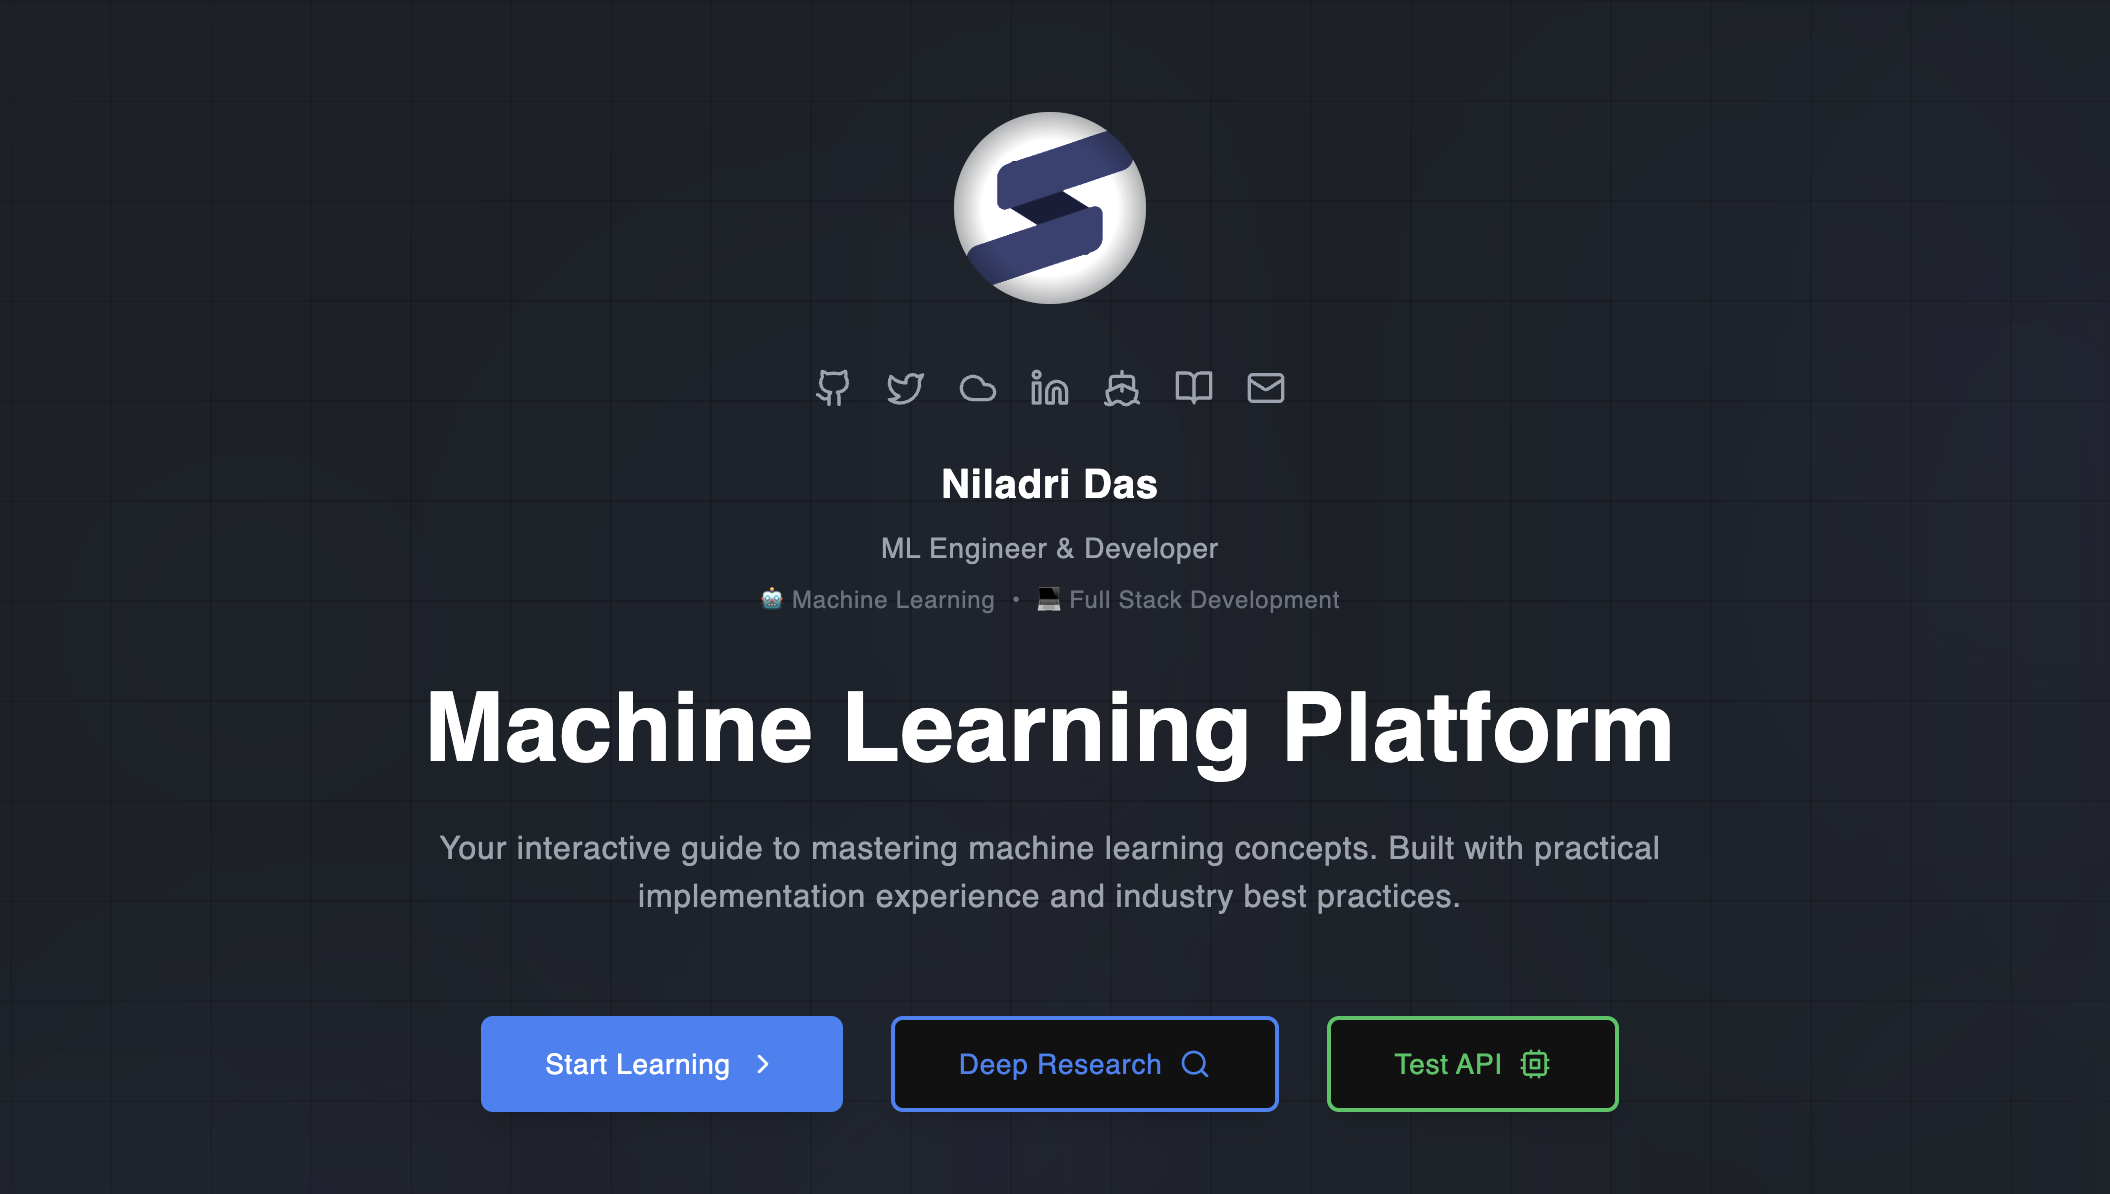 Niladri Das
ML Engineer & Developer
🤖 Machine Learning • 💻 Full Stack Development
Machine Learning Platform
Your interactive guide to mastering machine learning concepts. Built with practical
implementation experience and industry best practices.
Start Learning
Deep Research
Test API